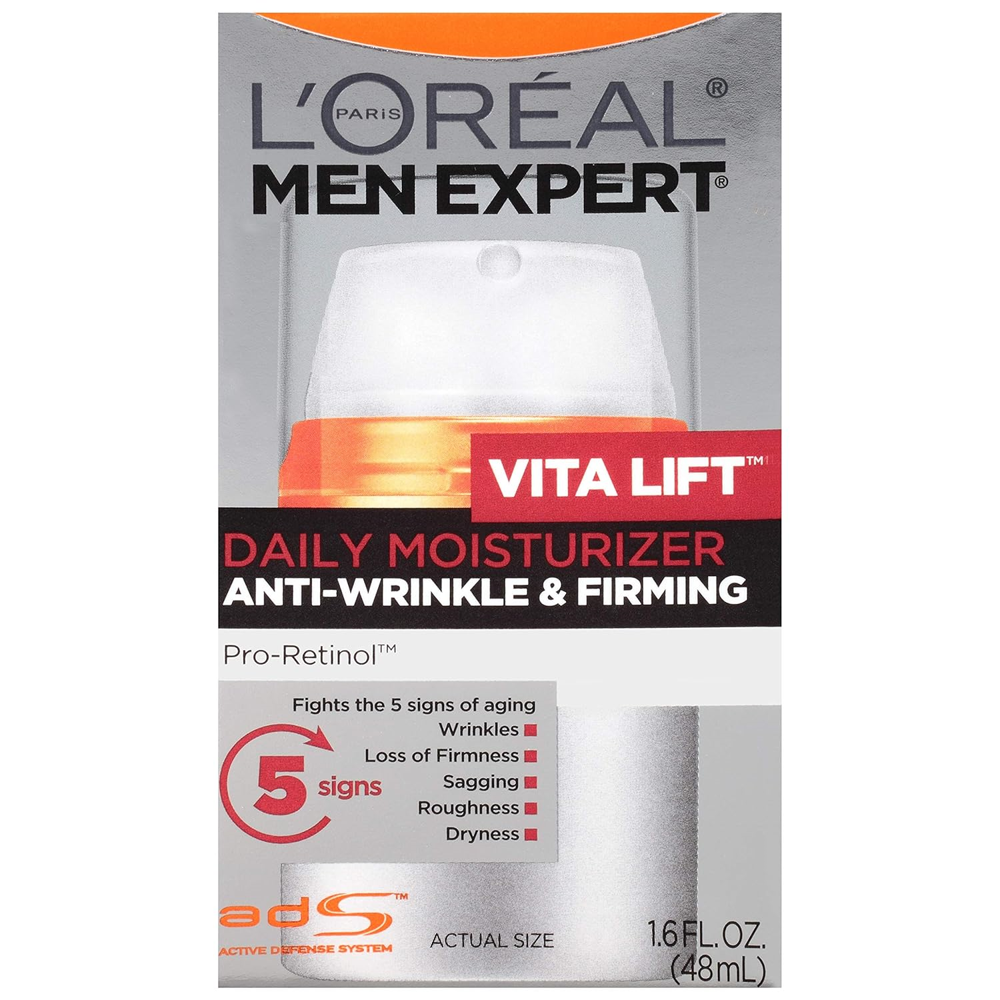 L'ORÉAL®
PARiS
MEN EXPERT®
VITA LIFT™
DAILY MOISTURIZER
ANTI-WRINKLE & FIRMING
Pro-Retinol™
Fights the 5 signs of aging
Wrinkles
Loss of Firmness
Sagging
Roughness
Dryness
5 signs
adS™
ACTIVE DEFENSE SYSTEM
ACTUAL SIZE
1.6 FL. OZ.
(48mL)